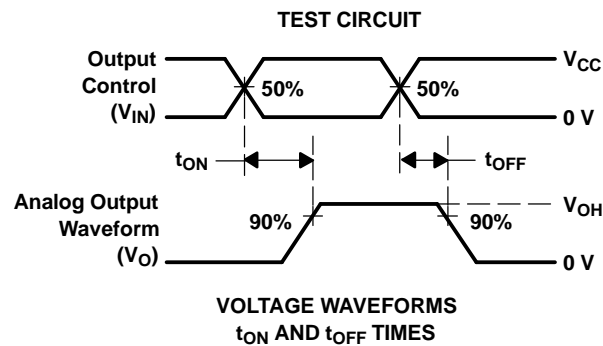 TEST CIRCUIT
Output
Control
(VIN)
50%
50%
VCC
0 V
tON
tOFF
Analog Output
Waveform
(VO)
90%
90%
VOH
0 V
VOLTAGE WAVEFORMS
tON AND tOFF TIMES